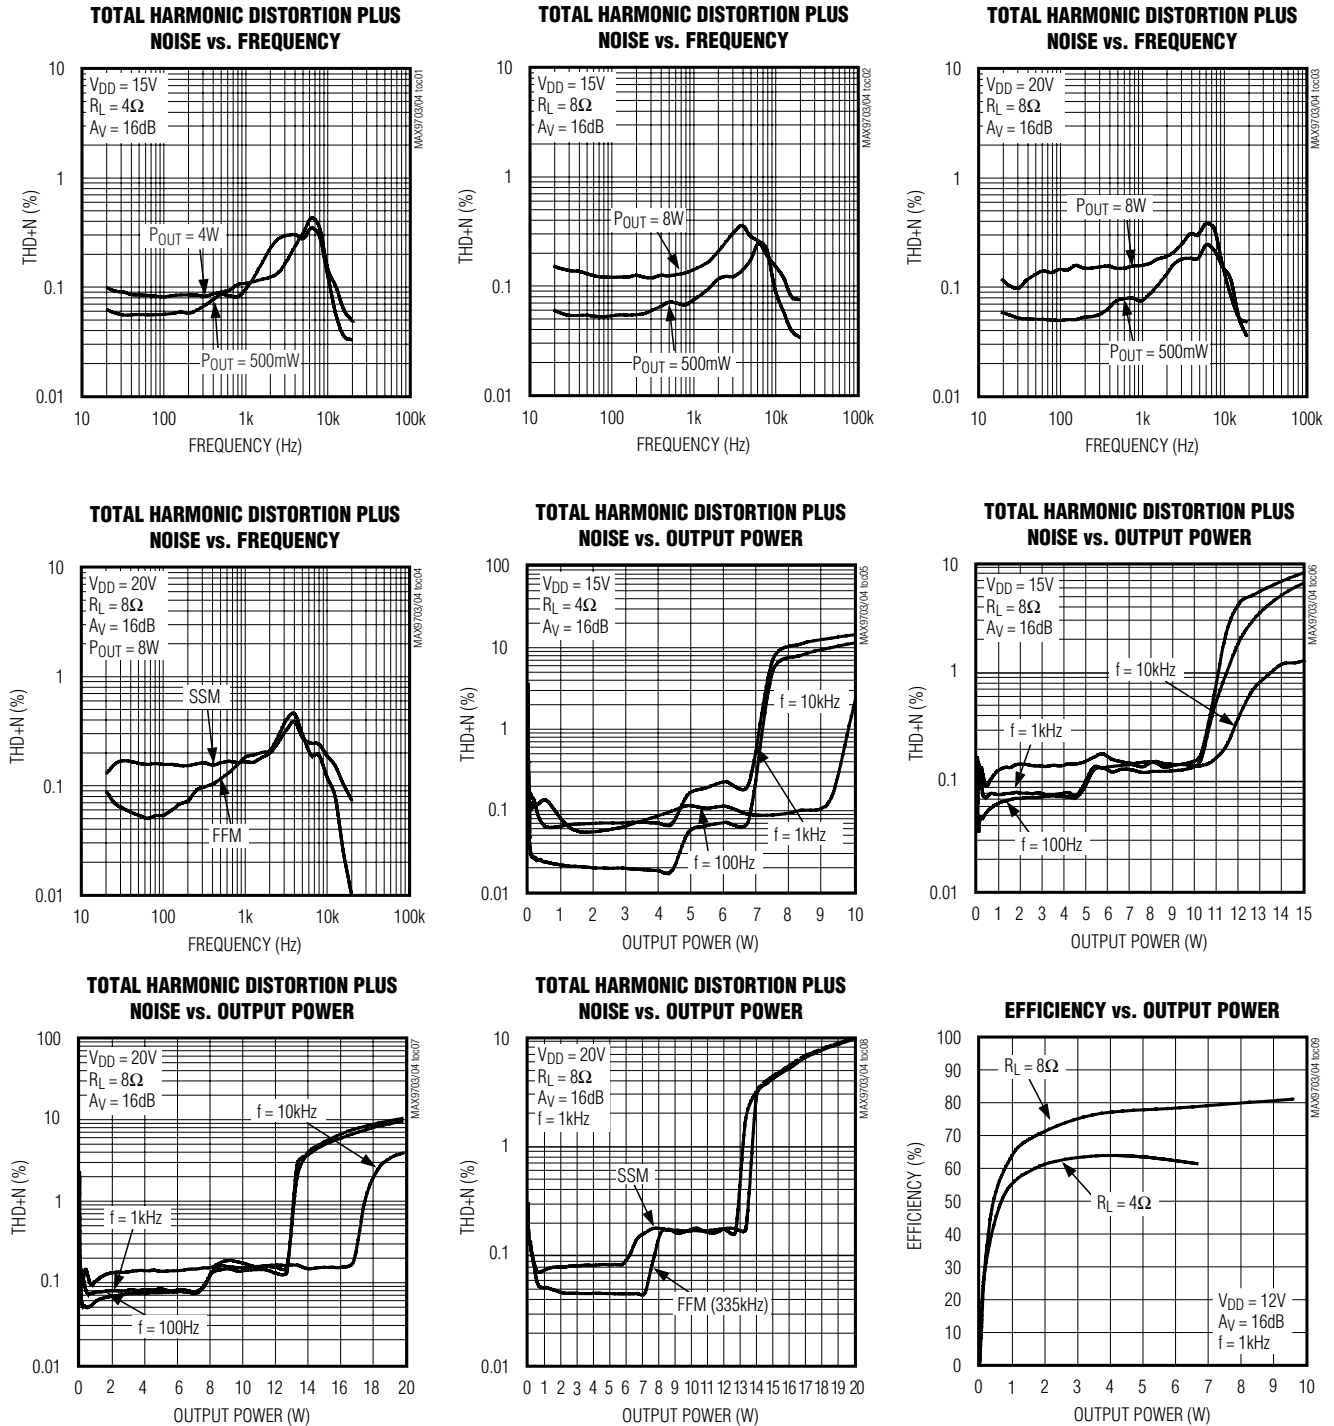 TOTAL HARMONIC DISTORTION PLUS
NOISE vs. FREQUENCY
10
1
0.1
0.01
THD+N (%)
VDD = 15V
RL = 4Ω
AV = 16dB
POUT = 4W
POUT = 500mW
MAX9703/04 toc01
10 100 1k 10k 100k
FREQUENCY (Hz)
TOTAL HARMONIC DISTORTION PLUS
NOISE vs. FREQUENCY
10
1
0.1
0.01
THD+N (%)
VDD = 15V
RL = 8Ω
AV = 16dB
POUT = 8W
POUT = 500mW
MAX9703/04 toc02
10 100 1k 10k 100k
FREQUENCY (Hz)
TOTAL HARMONIC DISTORTION PLUS
NOISE vs. FREQUENCY
10
1
0.1
0.01
THD+N (%)
VDD = 20V
RL = 8Ω
AV = 16dB
POUT = 8W
POUT = 500mW
MAX9703/04 toc03
10 100 1k 10k 100k
FREQUENCY (Hz)
TOTAL HARMONIC DISTORTION PLUS
NOISE vs. FREQUENCY
10
1
0.1
0.01
THD+N (%)
VDD = 20V
RL = 8Ω
AV = 16dB
POUT = 8W
SSM
FFM
MAX9703/04 toc04
10 100 1k 10k 100k
FREQUENCY (Hz)
TOTAL HARMONIC DISTORTION PLUS
NOISE vs. OUTPUT POWER
100
10
1
0.1
0.01
THD+N (%)
VDD = 15V
RL = 4Ω
AV = 16dB
f = 10kHz
f = 1kHz
f = 100Hz
MAX9703/04 toc05
0 1 2 3 4 5 6 7 8 9 10
OUTPUT POWER (W)
TOTAL HARMONIC DISTORTION PLUS
NOISE vs. OUTPUT POWER
10
1
0.1
0.01
THD+N (%)
VDD = 15V
RL = 8Ω
AV = 16dB
f = 10kHz
f = 1kHz
f = 100Hz
MAX9703/04 toc06
0 1 2 3 4 5 6 7 8 9 10 11 12 13 14 15
OUTPUT POWER (W)
TOTAL HARMONIC DISTORTION PLUS
NOISE vs. OUTPUT POWER
100
10
1
0.1
0.01
THD+N (%)
VDD = 20V
RL = 8Ω
AV = 16dB
f = 10kHz
f = 1kHz
f = 100Hz
MAX9703/04 toc07
0 2 4 6 8 10 12 14 16 18 20
OUTPUT POWER (W)
TOTAL HARMONIC DISTORTION PLUS
NOISE vs. OUTPUT POWER
10
1
0.1
0.01
THD+N (%)
VDD = 20V
RL = 8Ω
AV = 16dB
f = 1kHz
SSM
FFM (335kHz)
MAX9703/04 toc08
0 1 2 3 4 5 6 7 8 9 10 11 12 13 14 15 16 17 18 19 20
OUTPUT POWER (W)
EFFICIENCY vs. OUTPUT POWER
100
90
80
70
60
50
40
30
20
10
0
EFFICIENCY (%)
RL = 8Ω
RL = 4Ω
VDD = 12V
AV = 16dB
f = 1kHz
MAX9703/04 toc09
0 1 2 3 4 5 6 7 8 9 10
OUTPUT POWER (W)